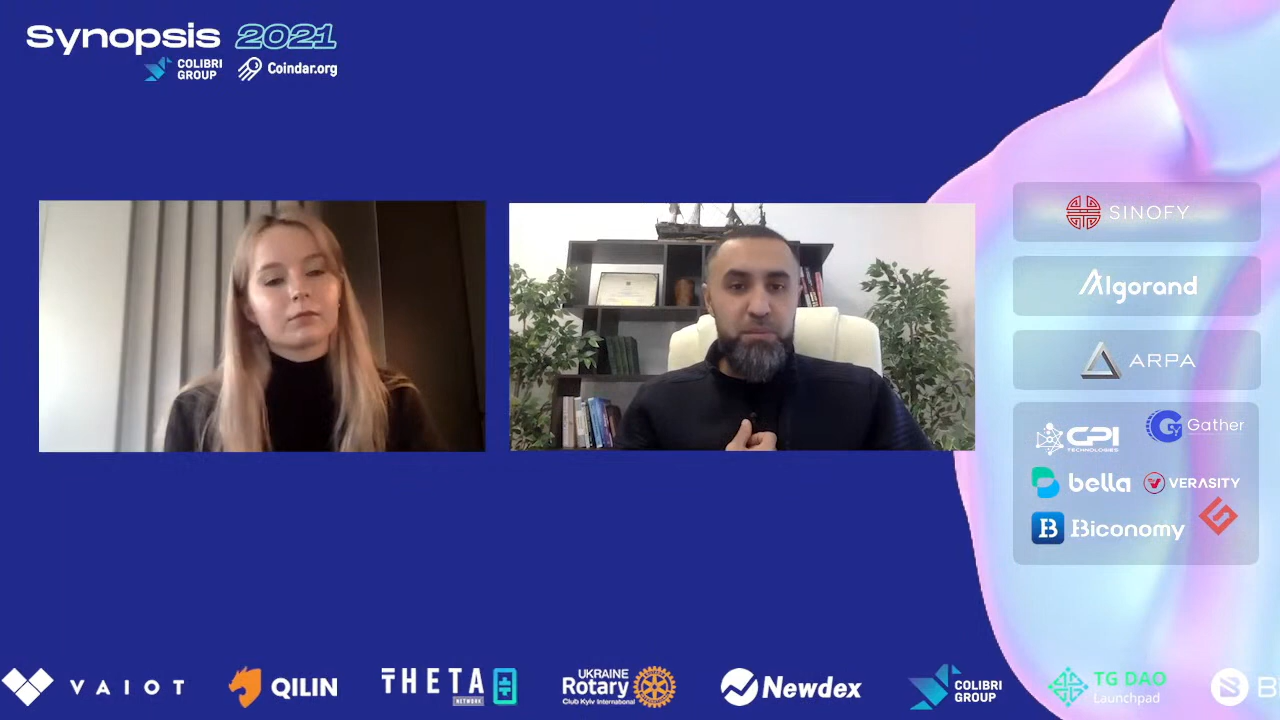 Synopsis 2021
COLIBRI GROUP
Coindar.org
SINOFY
Algorand
ARPA
CPI
TECHNOLOGIES
Gather
bella
VERASITY
Biconomy
VAIOT
QILIN
THETA
NETWORK
UKRAINE
Rotary
Club Kyiv International
Newdex
COLIBRI
GROUP
TG DAO
Launchpad